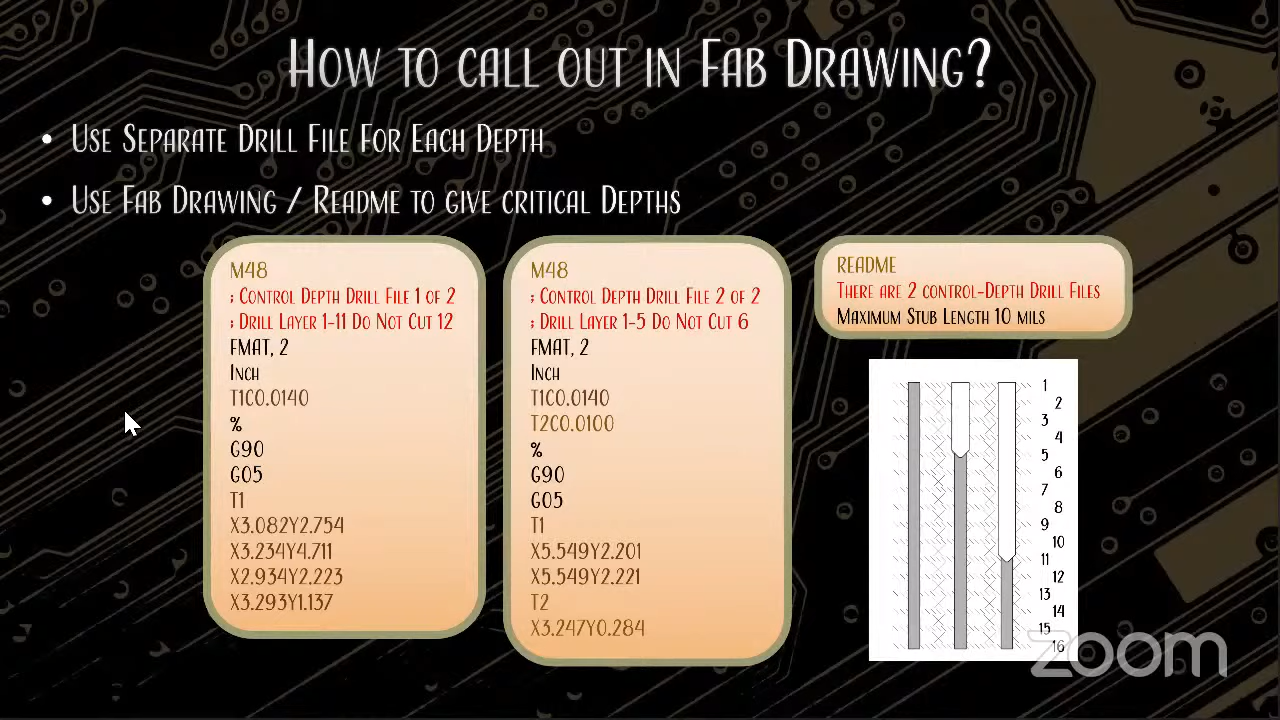 How to call out in Fab Drawing?
• Use Separate Drill File For Each Depth
• Use Fab Drawing / Readme to give critical Depths
M48
; Control Depth Drill File 1 of 2
; Drill Layer 1-11 Do Not Cut 12
FMAT, 2
Inch
T1C0.0140
%
G90
G05
T1
X3.082Y2.754
X3.234Y4.711
X2.934Y2.223
X3.293Y1.137
M48
; Control Depth Drill File 2 of 2
; Drill Layer 1-5 Do Not Cut 6
FMAT, 2
Inch
T1C0.0140
T2C0.0100
%
G90
G05
T1
X5.549Y2.201
X5.549Y2.221
T2
X3.247Y0.284
README
There are 2 control-Depth Drill Files
Maximum Stub Length 10 mils
1
2
3
4
5
6
7
8
9
10
11
12
13
14
15
16
zoom